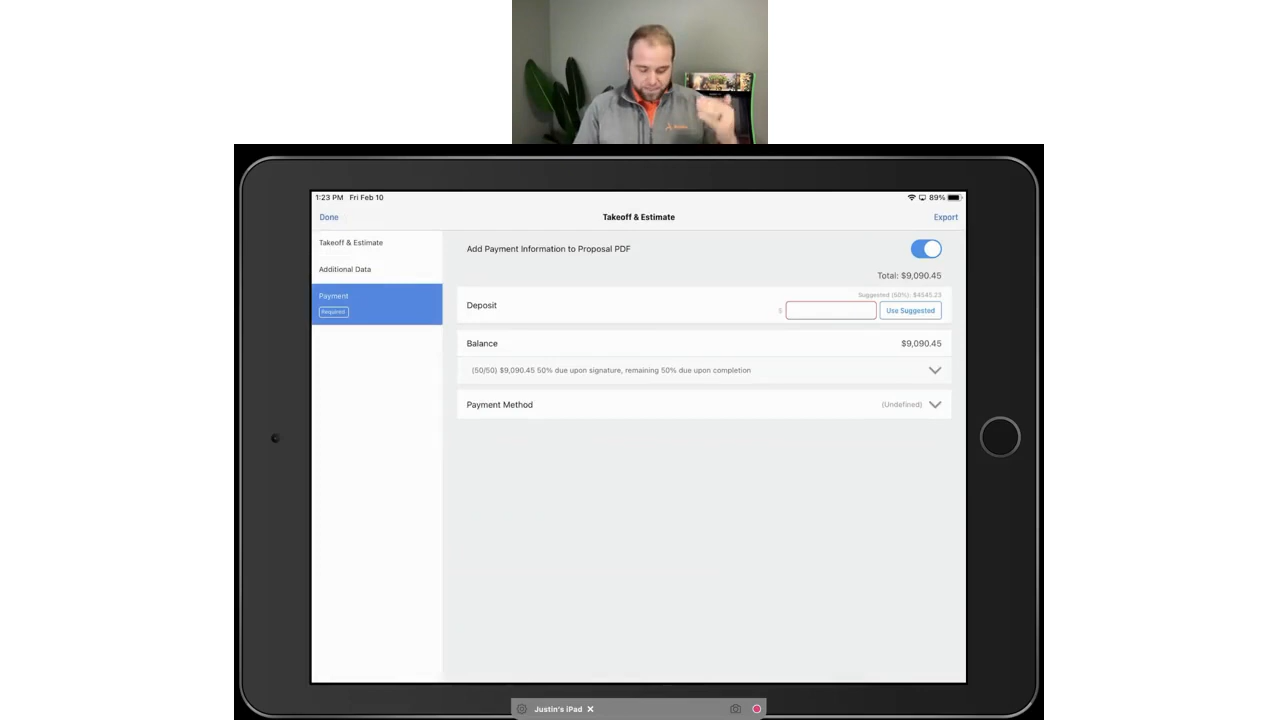 1:23 PM Fri Feb 10
89%
Done
Takeoff & Estimate
Export
Takeoff & Estimate
Additional Data
Payment
Required
Add Payment Information to Proposal PDF
Total: $9,090.45
Suggested (50%): $4545.23
Deposit
$
Use Suggested
Balance
$9,090.45
(50/50) $9,090.45 50% due upon signature, remaining 50% due upon completion
Payment Method
(Undefined)
Justin's iPad